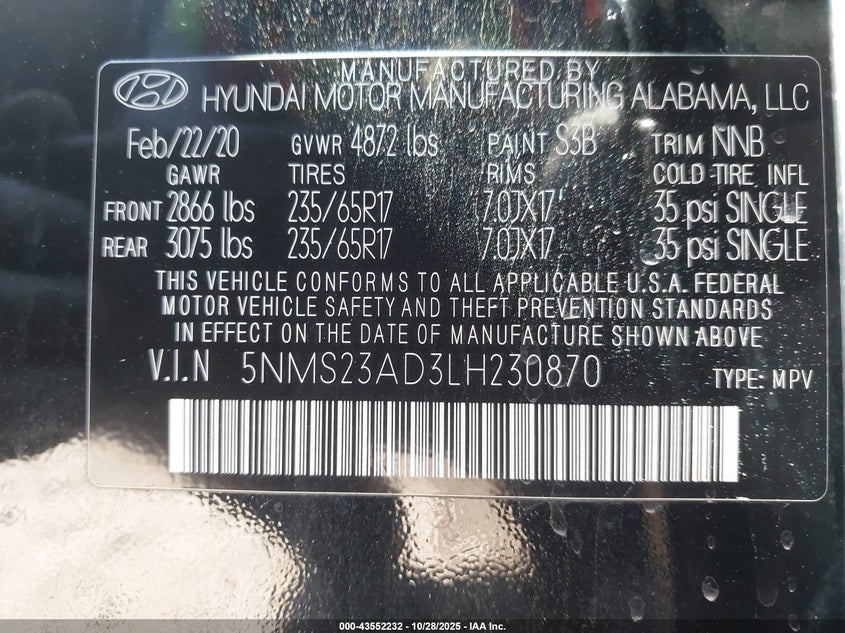 MANUFACTURED BY
HYUNDAI MOTOR MANUFACTURING ALABAMA, LLC
Feb/22/20 GVWR 4872 lbs PAINT S3B TRIM NNB
GAWR TIRES RIMS COLD TIRE INFL
FRONT 2866 lbs 235/65R17 7.0JX17 35 psi SINGLE
REAR 3075 lbs 235/65R17 7.0JX17 35 psi SINGLE
THIS VEHICLE CONFORMS TO ALL APPLICABLE U.S.A. FEDERAL
MOTOR VEHICLE SAFETY AND THEFT PREVENTION STANDARDS
IN EFFECT ON THE DATE OF MANUFACTURE SHOWN ABOVE
V.I.N 5NMS23AD3LH230870 TYPE: MPV
000-43552232 - 10/28/2025 - IAA Inc.